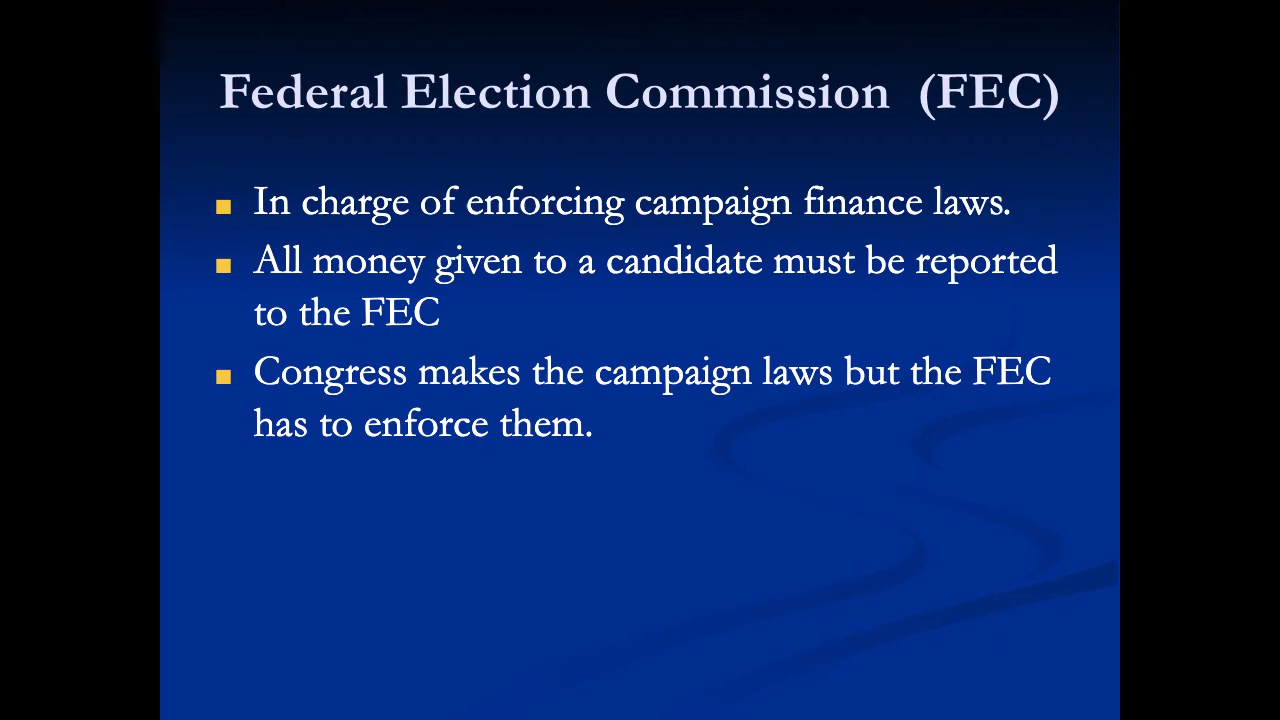 Federal Election Commission  (FEC)
In charge of enforcing campaign finance laws.
All money given to a candidate must be reported
to the FEC
Congress makes the campaign laws but the FEC
has to enforce them.